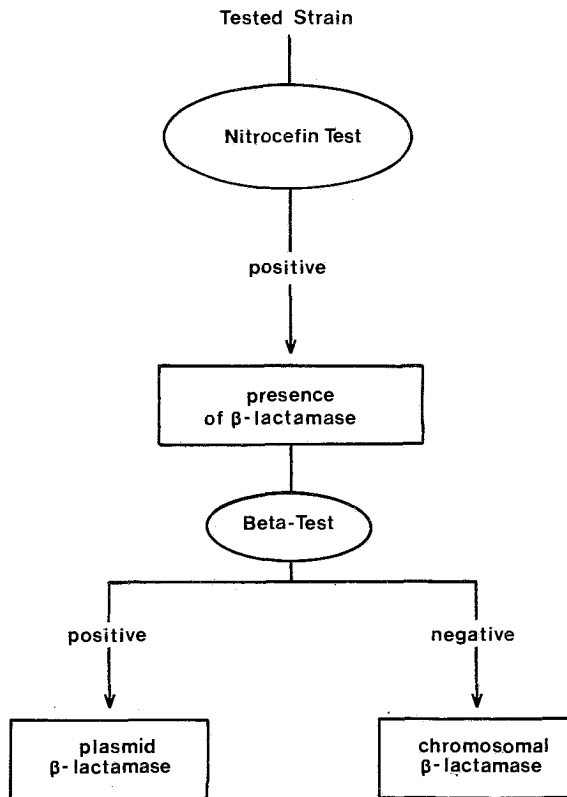 Tested Strain
Nitrocefin Test
positive
presence
of β-lactamase
Beta-Test
positive
negative
plasmid
β-lactamase
chromosomal
β-lactamase